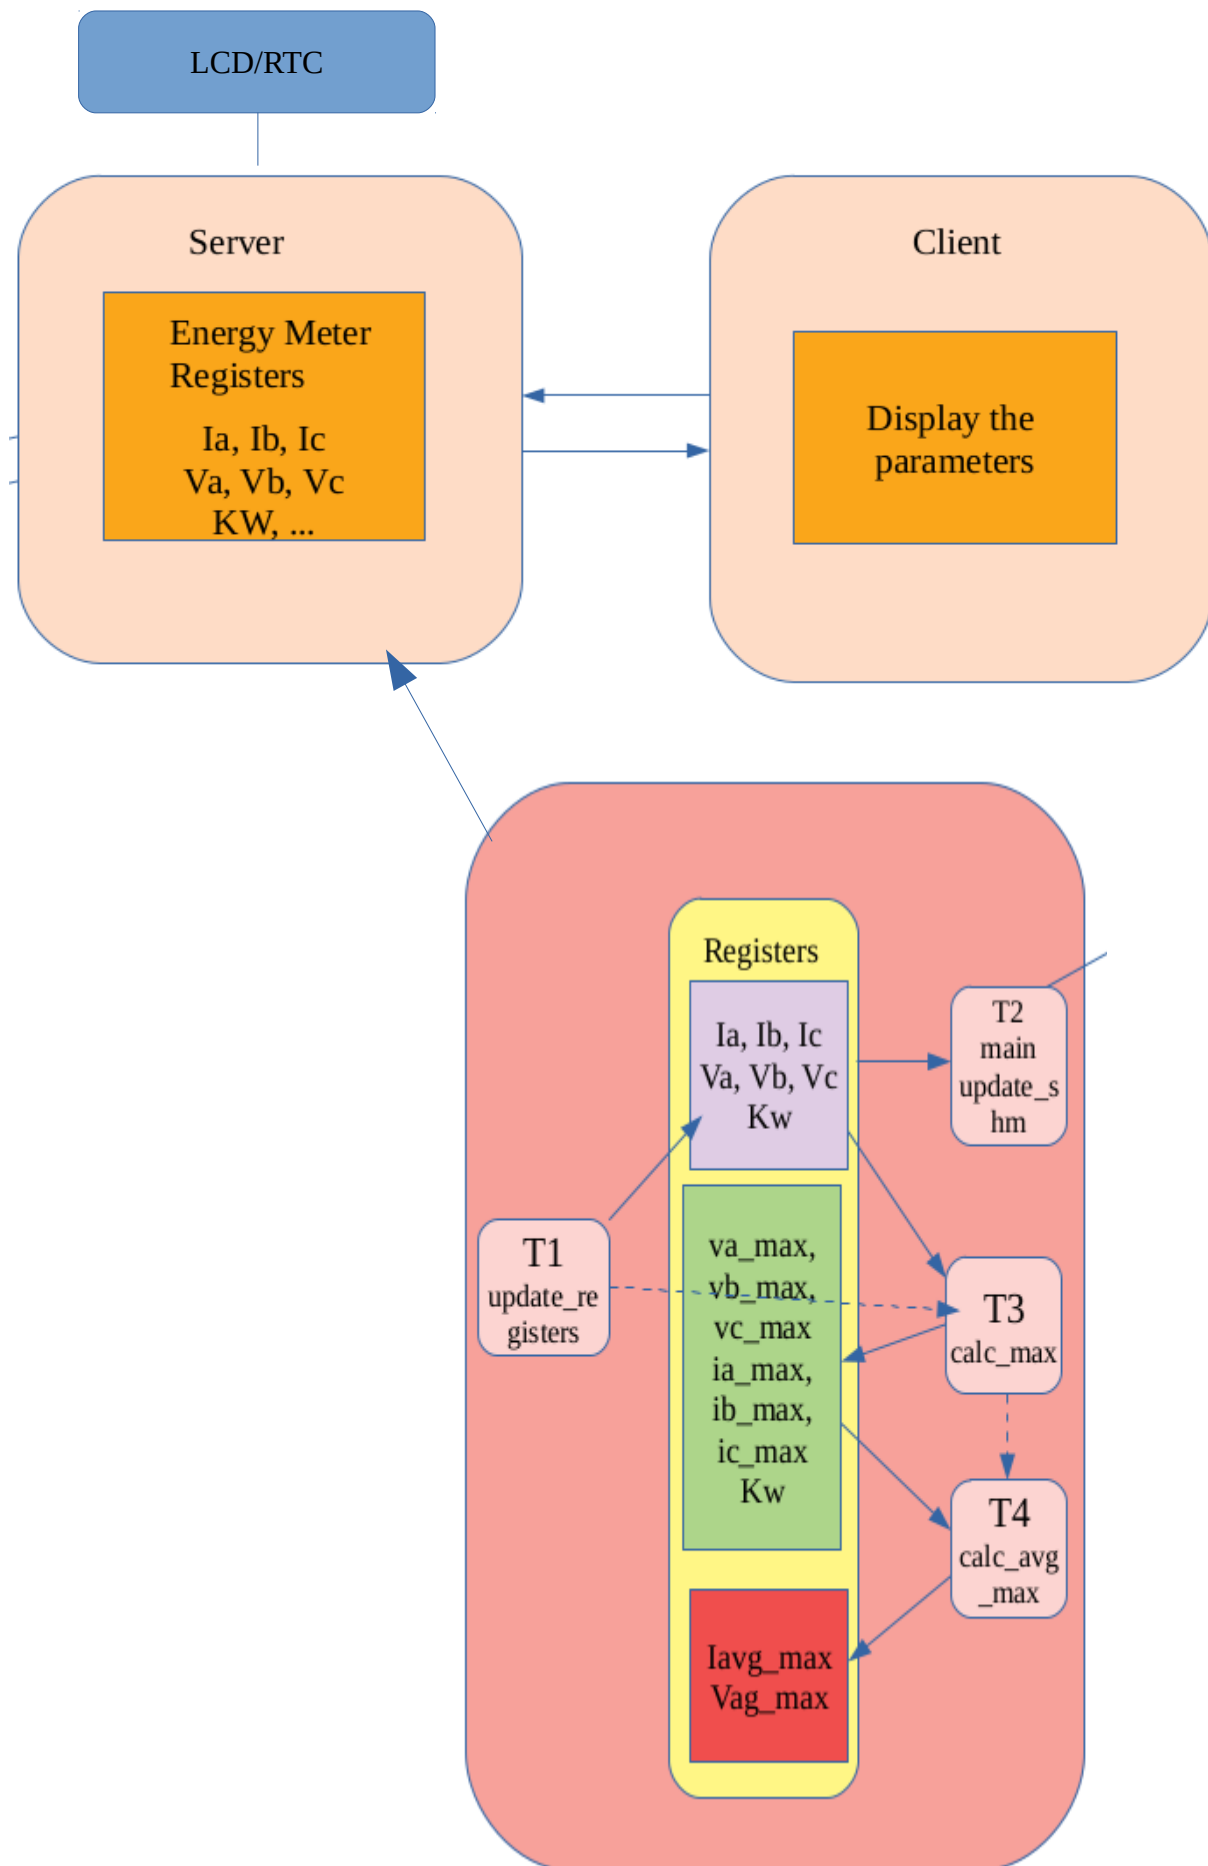 LCD/RTC
Server
Energy Meter
Registers
Ia, Ib, Ic
Va, Vb, Vc
KW, ...
Client
Display the
parameters
Registers
Ia, Ib, Ic
Va, Vb, Vc
Kw
T2
main
update_s
hm
T1
update_re
gisters
va_max,
vb_max,
vc_max
ia_max,
ib_max,
ic_max
Kw
T3
calc_max
T4
calc_avg
_max
Iavg_max
Vag_max